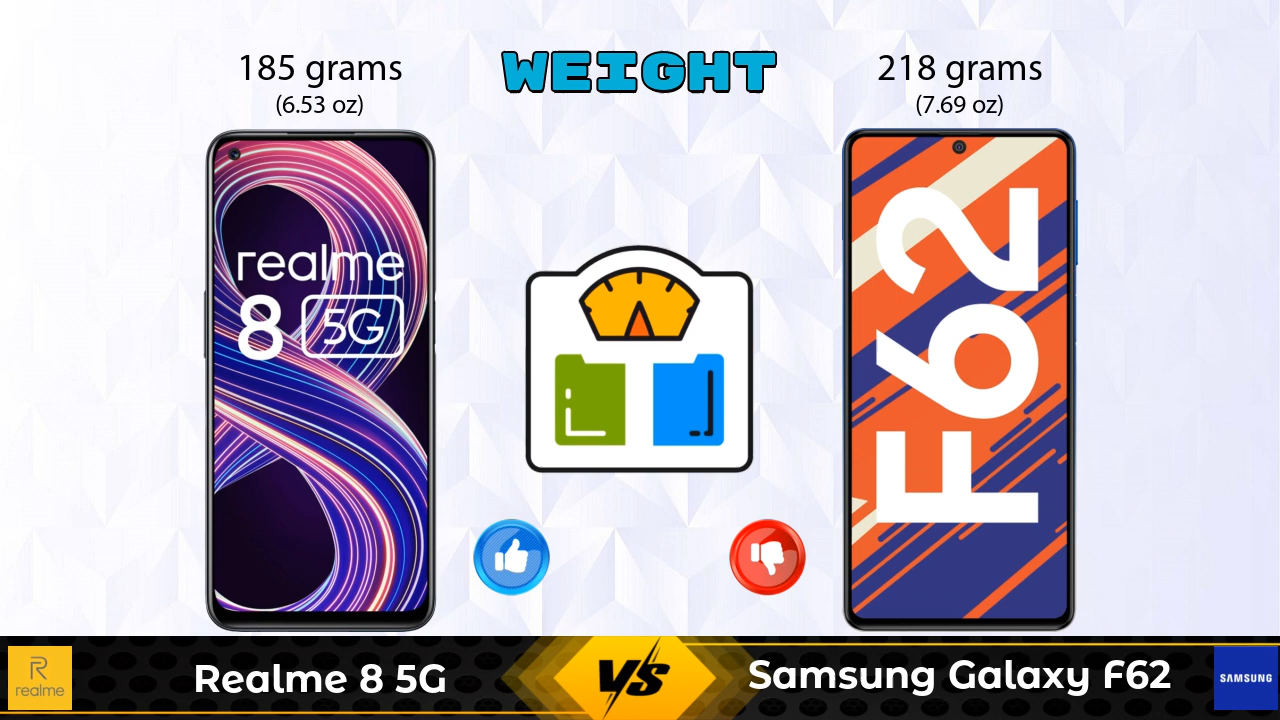 185 grams
(6.53 oz)
WEIGHT
218 grams
(7.69 oz)
realme
8 5G
F62
R
realme
Realme 8 5G
VS
Samsung Galaxy F62
SAMSUNG